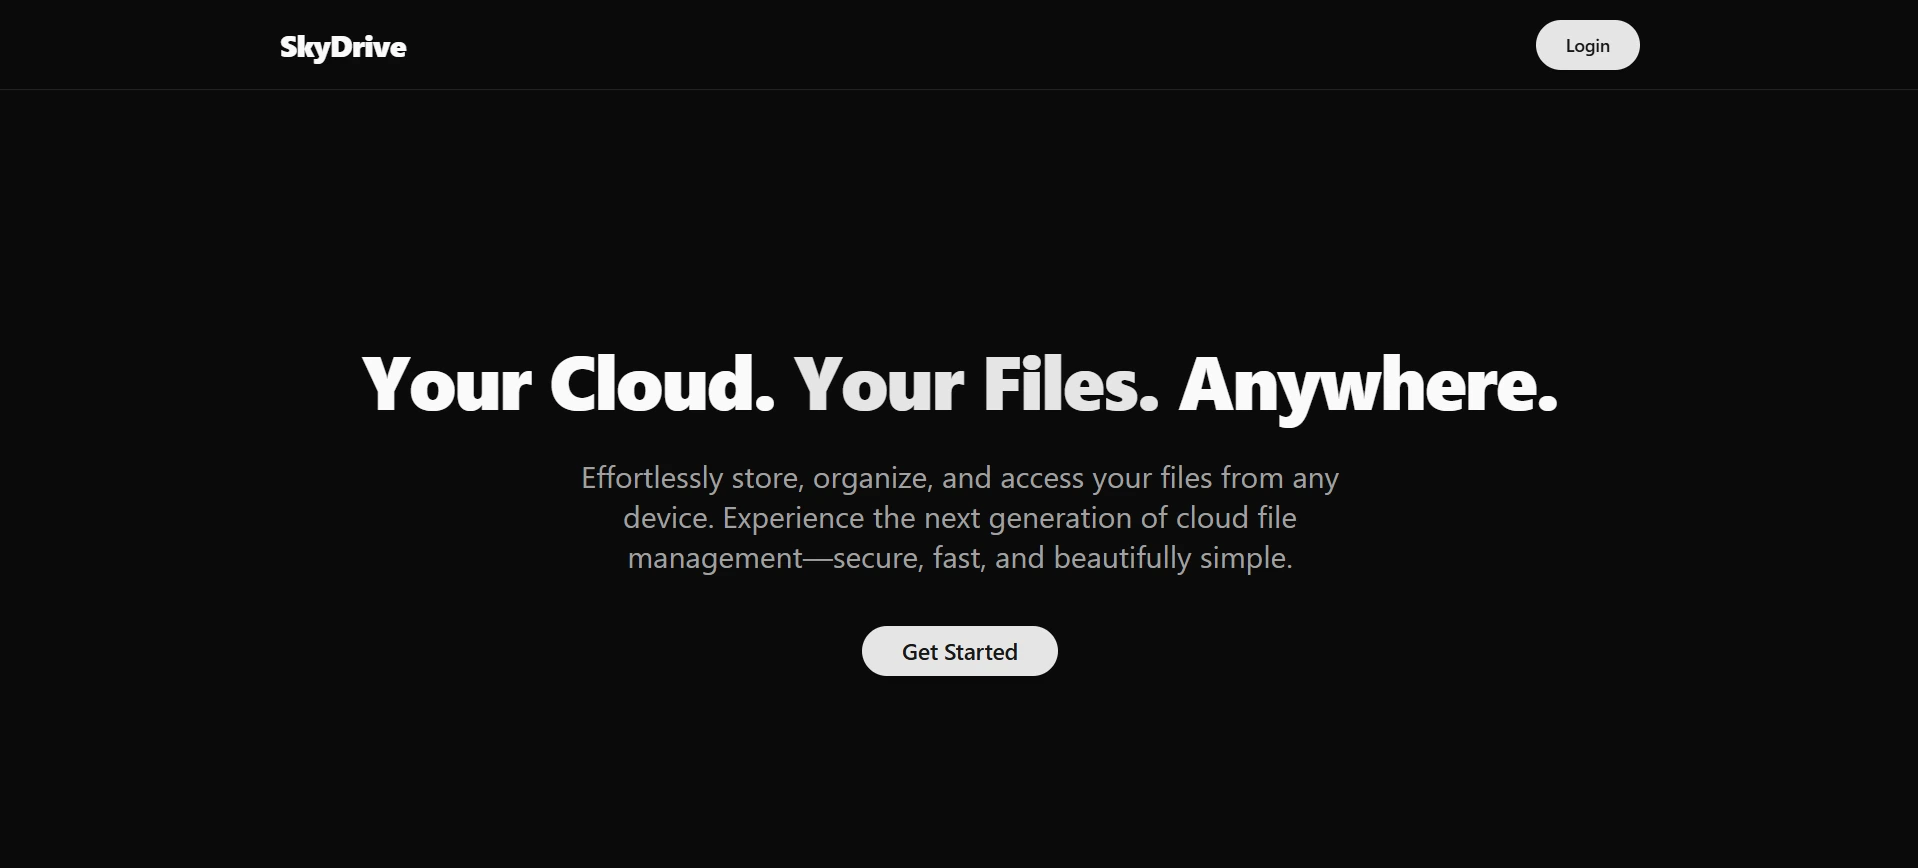 SkyDrive
Login
Your Cloud. Your Files. Anywhere.
Effortlessly store, organize, and access your files from any
device. Experience the next generation of cloud file
management—secure, fast, and beautifully simple.
Get Started